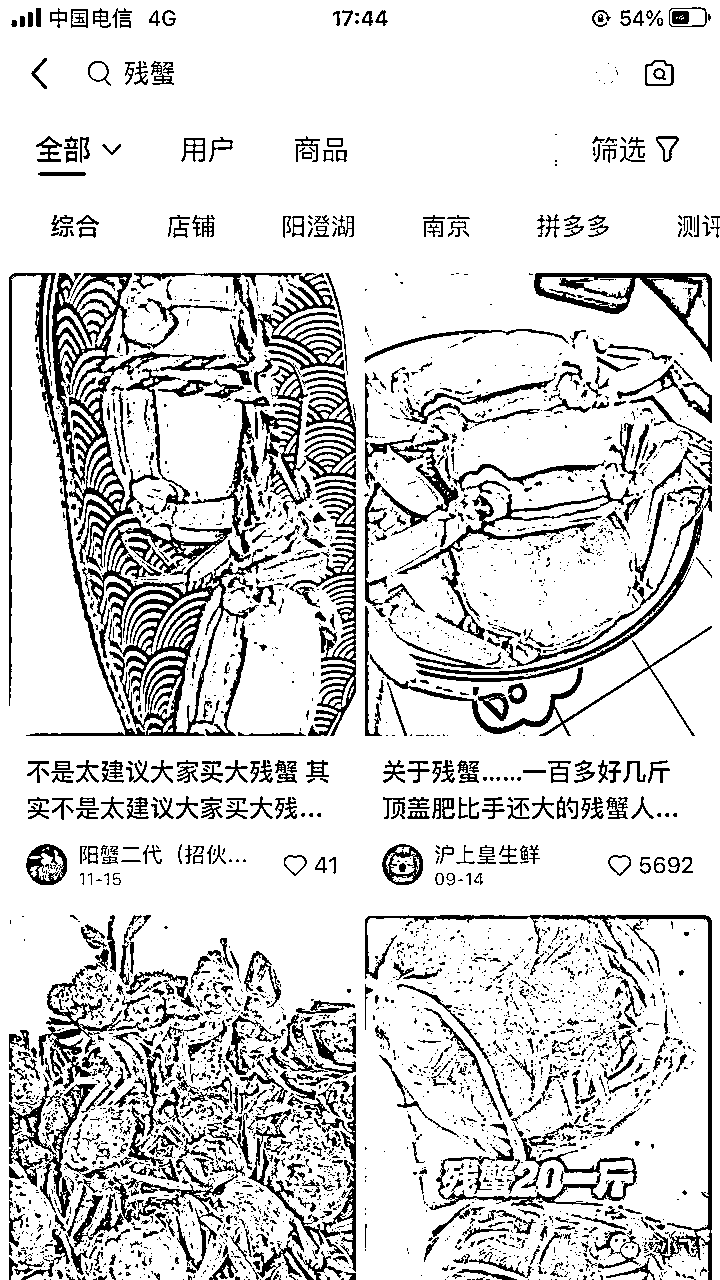 中国电信 4G 17:44 54%
残蟹
全部 用户 商品 筛选
综合 店铺 阳澄湖 南京 拼多多 测评
不是太建议大家买大残蟹 其
实不是太建议大家买大残...
阳蟹二代（招伙...
11-15
41
关于残蟹......一百多好几斤
顶盖肥比手还大的残蟹人...
沪上皇生鲜
09-14
5692
残蟹20一斤